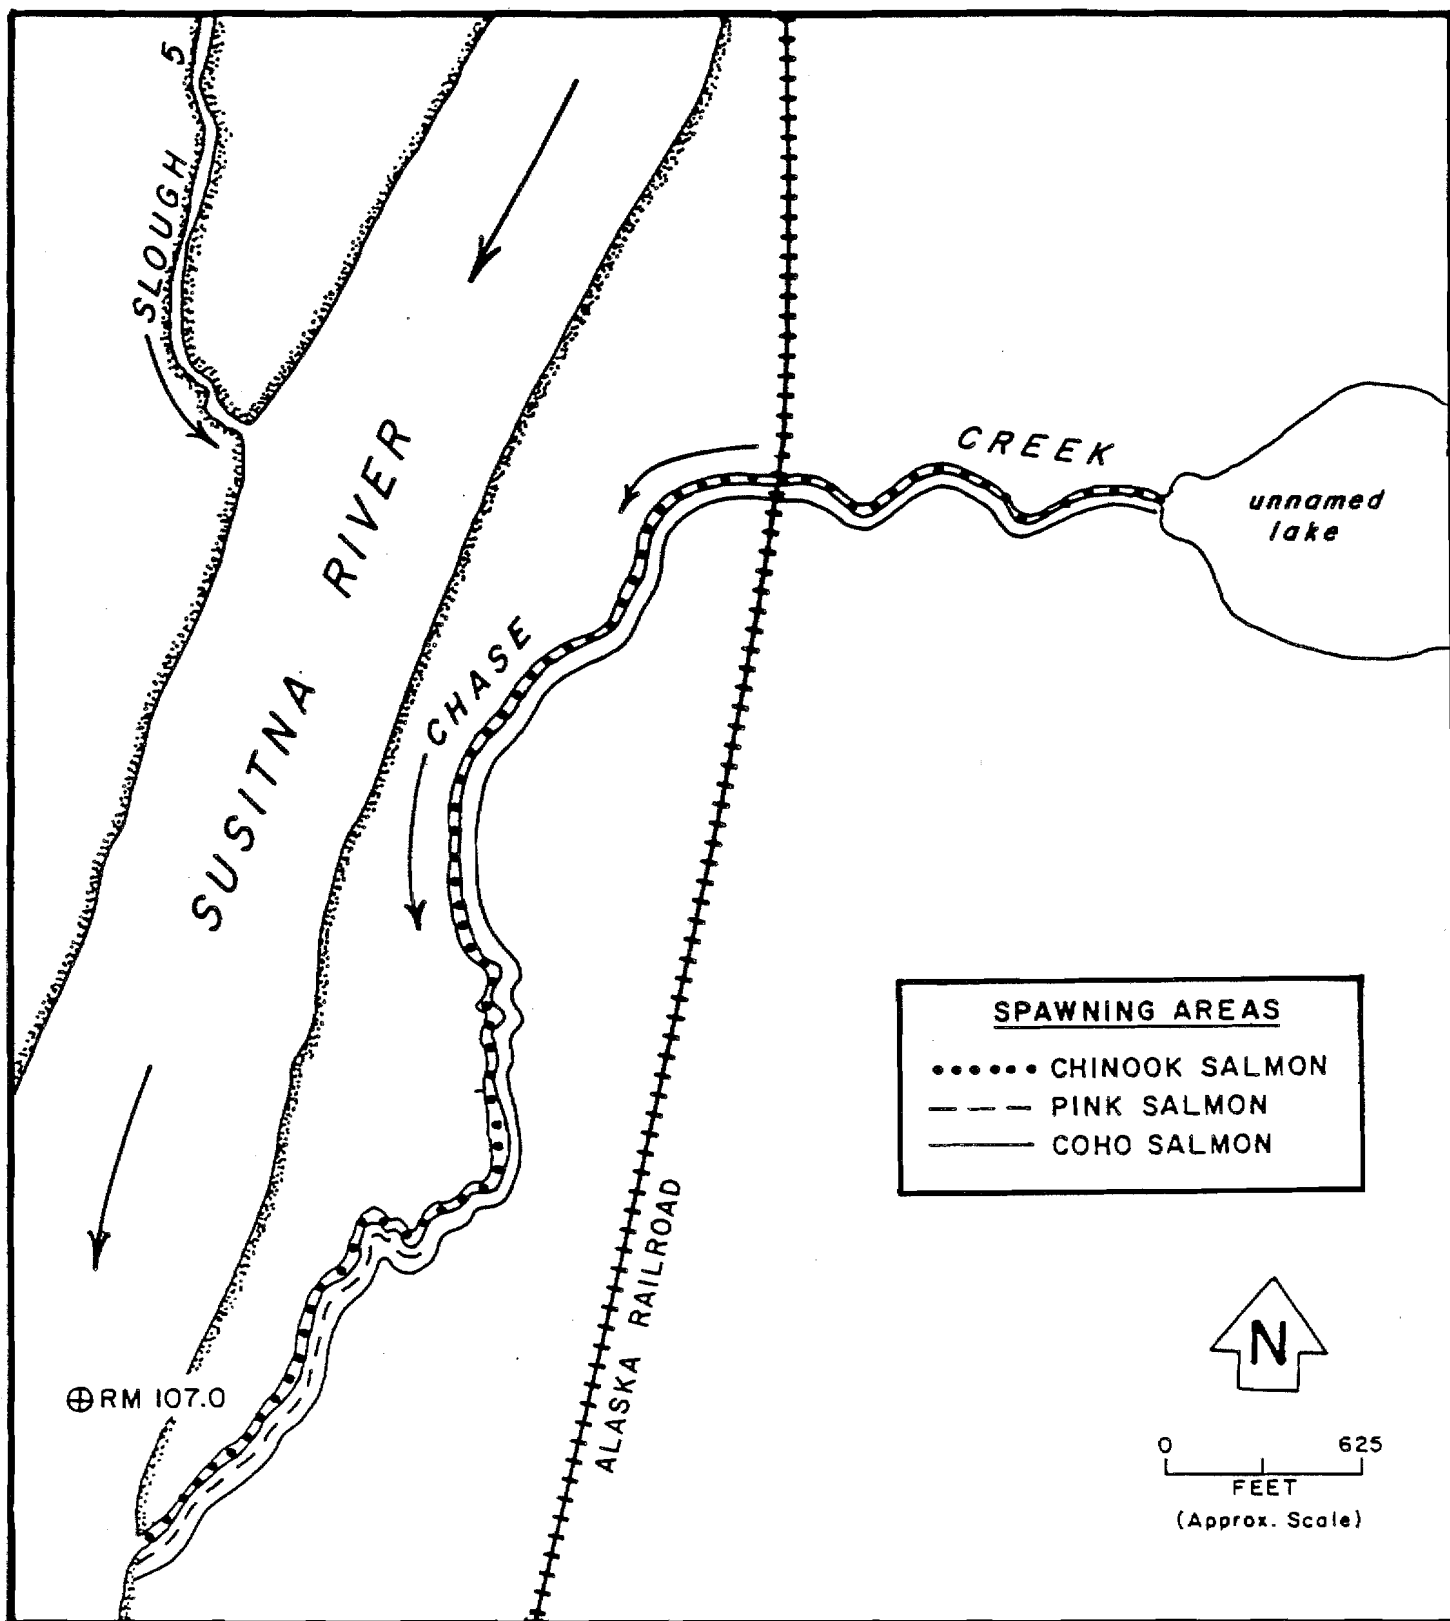 SLOUGH 5
SUSITNA RIVER
CHASE CREEK
unnamed
lake
SPAWNING AREAS
CHINOOK SALMON
PINK SALMON
COHO SALMON
ALASKA RAILROAD
RM 107.0
N
0 625
FEET
(Approx. Scale)